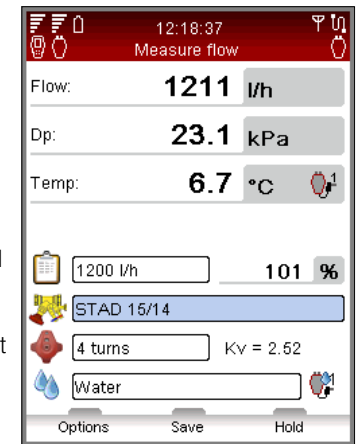 12:18:37
Measure flow
Flow: 1211 l/h
Dp: 23.1 kPa
Temp: 6.7 °C 1
1200 l/h 101 %
STAD 15/14
4 turns Kv = 2.52
Water
Options Save Hold